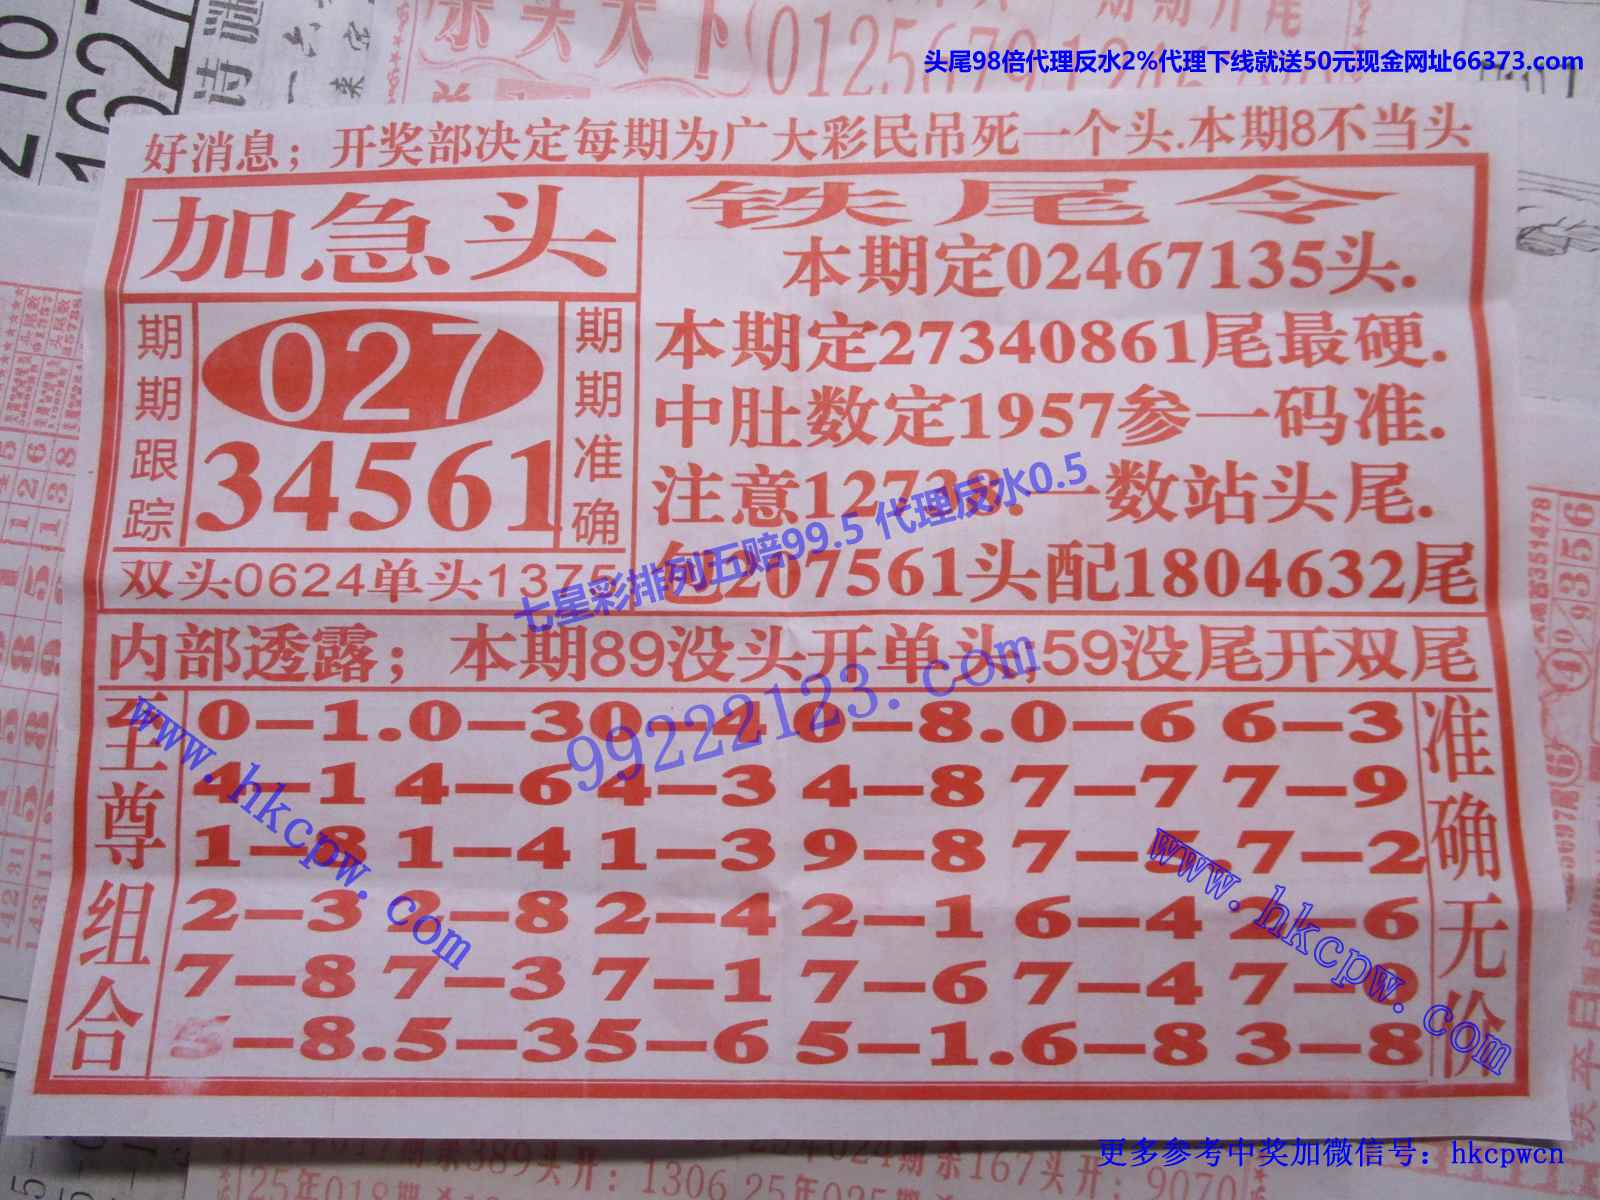 头尾98倍代理反水2%代理下线就送50元现金网址66373.com
好消息；开奖部决定每期为广大彩民吊死一个头.本期8不当头
加急头
期期跟踪
027
34561
期期准确
双头0624单头1375
铁尾令
本期定02467135头.
本期定27340861尾最硬.
中肚数定1957参一码准.
注意12738.一数站头尾.
包207561头配1804632尾
七星彩排列五赔99.5 代理反水0.5
内部透露；本期89没头开单头;59没尾开双尾
99222123.com
至尊组合
0—1.0—30—4 6—8.0—6 6—3
4—1 4—6 4—3 4—8 7—7 7—9
1—8 1—4 1—3 9—8 7—5.7—2
2—3 2—8 2—4 2—1 6—4 2—6
7—8 7—3 7—1 7—6 7—4 7—0
5—8.5—35—6 5—1.6—8 3—8
准确无价
www.hkcpw.com
www.hkcpw.com
更多参考中奖加微信号：hkcpwcn